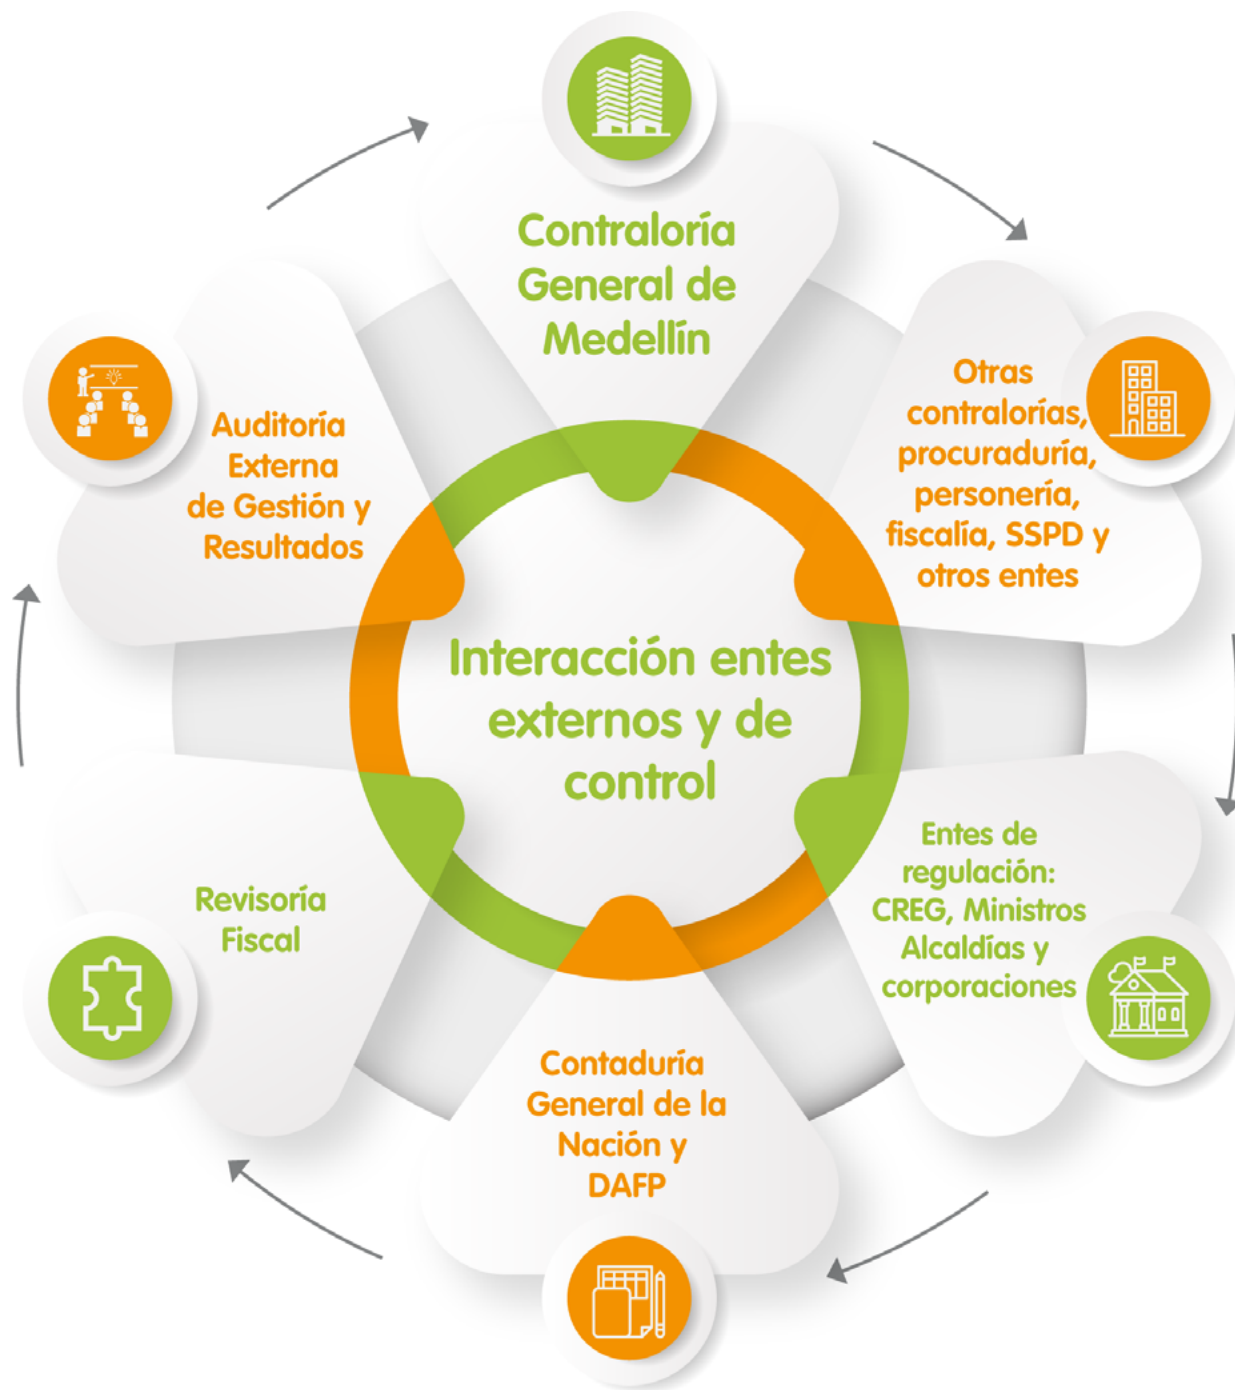 Contraloría
General de
Medellín
Otras
contralorías,
procuraduría,
personería,
fiscalía, SSPD y
otros entes
Entes de
regulación:
CREG, Ministros
Alcaldías y
corporaciones
Contaduría
General de la
Nación y
DAFP
Revisoría
Fiscal
Auditoría
Externa
de Gestión y
Resultados
Interacción entes
externos y de
control